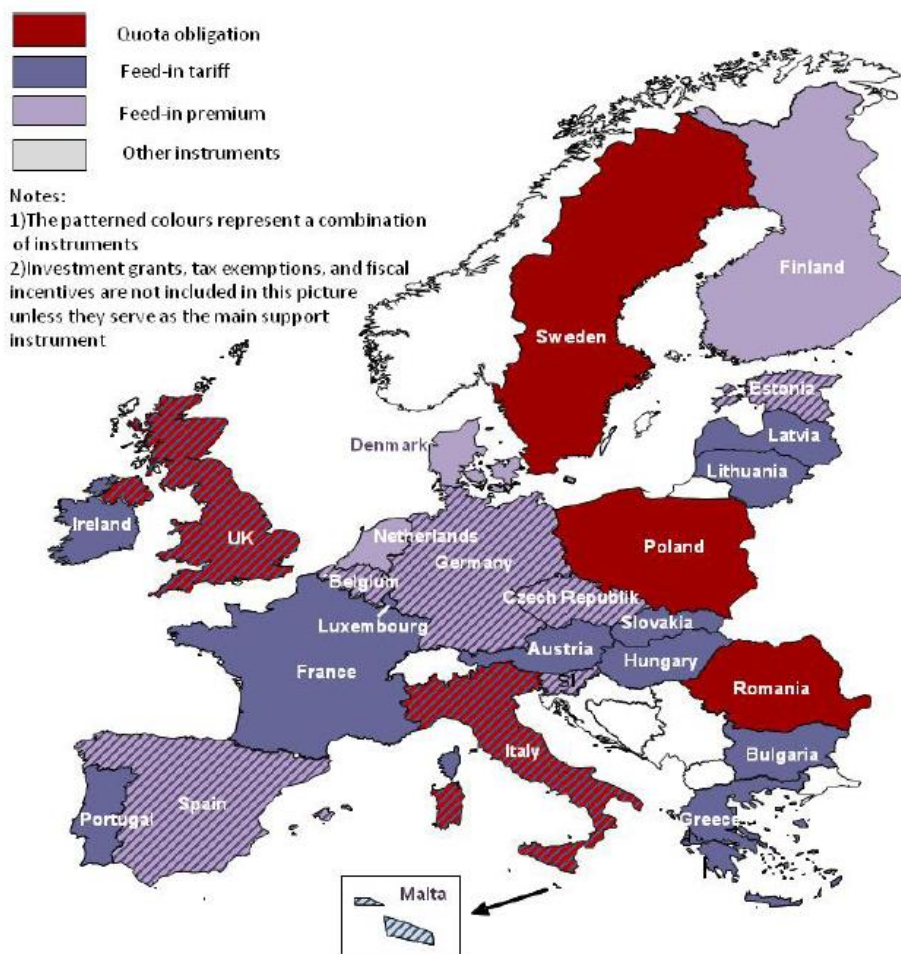 Quota obligation
Feed-in tariff
Feed-in premium
Other instruments
Notes:
1)The patterned colours represent a combination
of instruments
2)Investment grants, tax exemptions, and fiscal
incentives are not included in this picture
unless they serve as the main support
instrument
Finland
Sweden
Estonia
Latvia
Denmark
Lithuania
Ireland
UK
Netherlands
Germany
Poland
Belgium
Czech Republik
Slovakia
Luxembourg
Austria
Hungary
France
SI
Romania
Italy
Bulgaria
Spain
Portugal
Greece
Malta